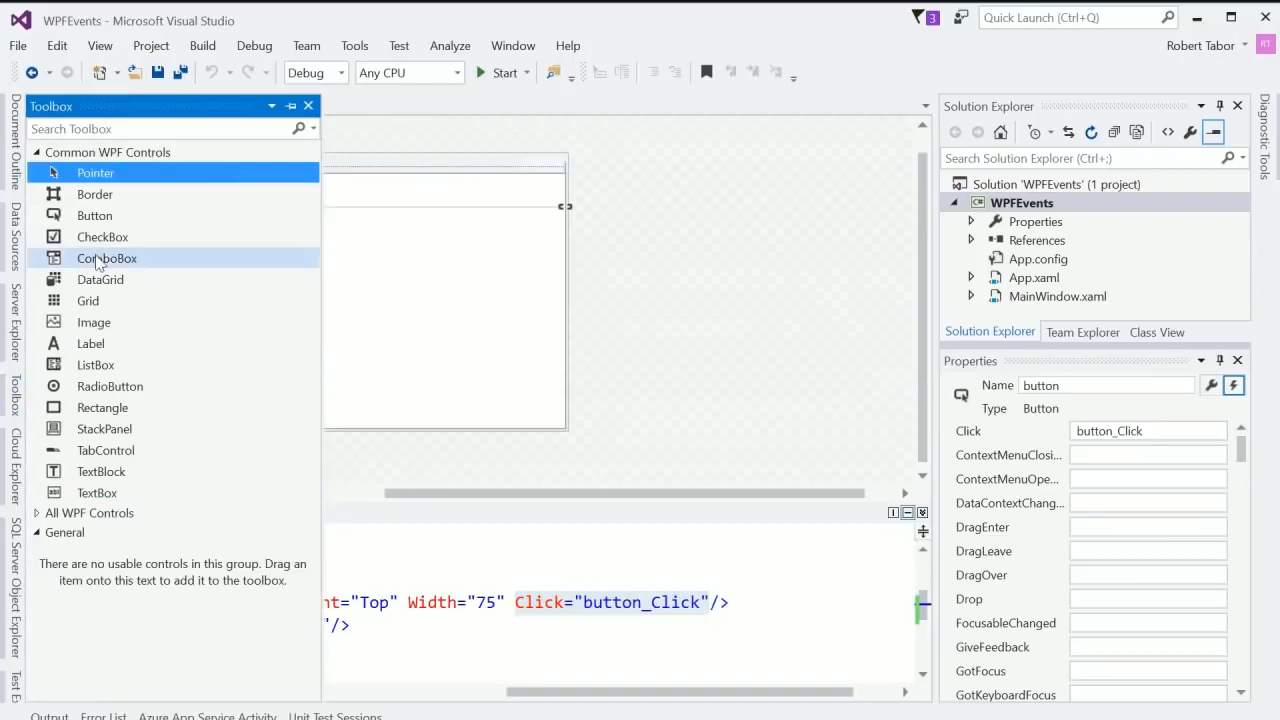 WPFEvents - Microsoft Visual Studio
3
Quick Launch (Ctrl+Q)
File Edit View Project Build Debug Team Tools Test Analyze Window Help
Robert Tabor RT
Debug Any CPU Start
Document Outline
Data Sources
Server Explorer
Toolbox
Cloud Explorer
SQL Server Object Explorer
Toolbox
Search Toolbox
Common WPF Controls
Pointer
Border
Button
CheckBox
ComboBox
DataGrid
Grid
Image
Label
ListBox
RadioButton
Rectangle
StackPanel
TabControl
TextBlock
TextBox
All WPF Controls
General
There are no usable controls in this group. Drag an
item onto this text to add it to the toolbox.
nt="Top" Width="75" Click="button_Click"/>
"/>
Solution Explorer
Search Solution Explorer (Ctrl+;)
Solution 'WPFEvents' (1 project)
WPFEvents
Properties
References
App.config
App.xaml
MainWindow.xaml
Solution Explorer Team Explorer Class View
Properties
Name button
Type Button
Click button_Click
ContextMenuClosi...
ContextMenuOpe...
DataContextChang...
DragEnter
DragLeave
DragOver
Drop
FocusableChanged
GiveFeedback
GotFocus
GotKeyboardFocus
Diagnostic Tools
Output Error List Azure App Service Activity Unit Test Sessions